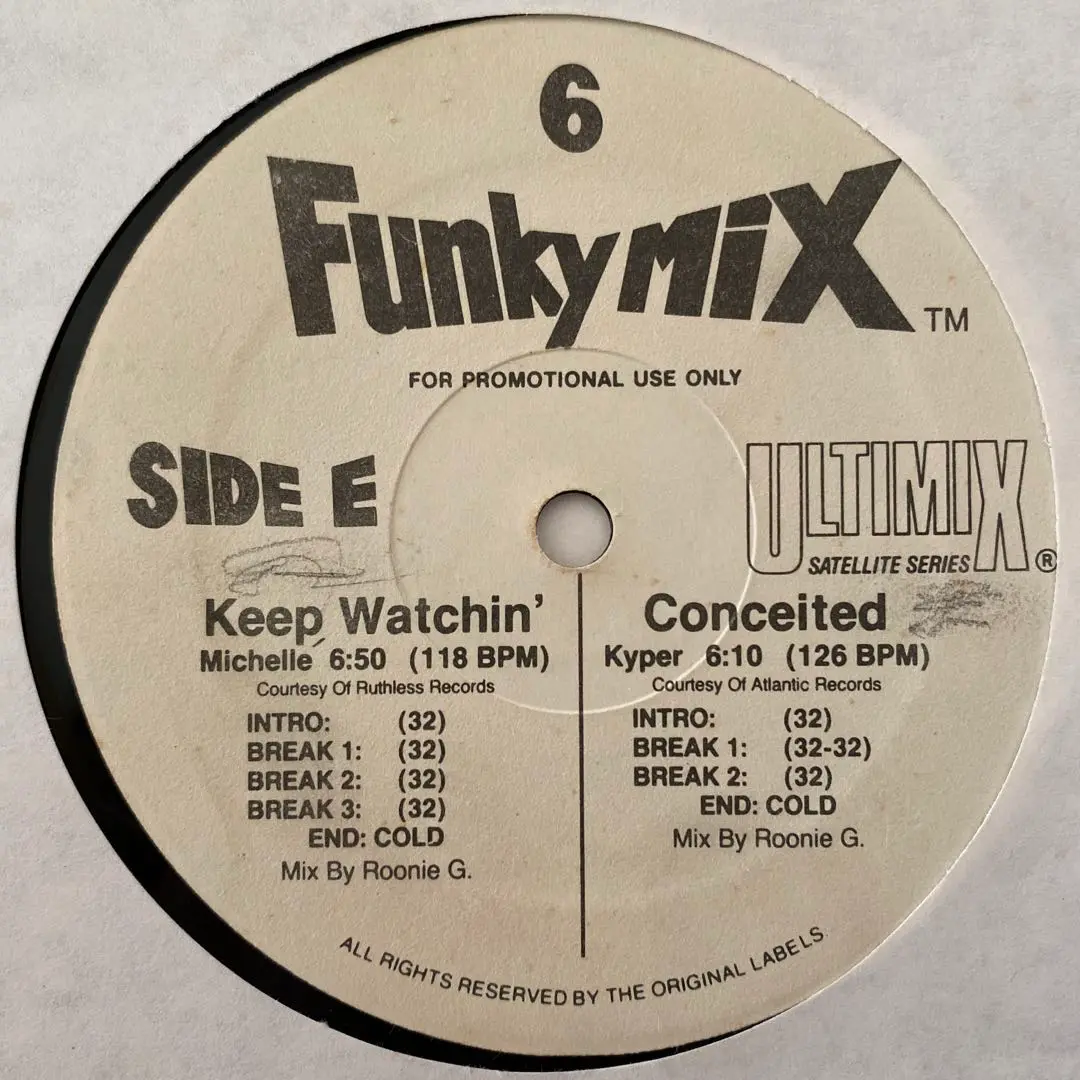 6
Funkymix™
FOR PROMOTIONAL USE ONLY
SIDE E
ULTIMIX®
SATELLITE SERIES
Keep Watchin'
Michelle´ 6:50 (118 BPM)
Courtesy Of Ruthless Records
INTRO: (32)
BREAK 1: (32)
BREAK 2: (32)
BREAK 3: (32)
END: COLD
Mix By Roonie G.
Conceited
Kyper 6:10 (126 BPM)
Courtesy Of Atlantic Records
INTRO: (32)
BREAK 1: (32-32)
BREAK 2: (32)
END: COLD
Mix By Roonie G.
ALL RIGHTS RESERVED BY THE ORIGINAL LABELS.